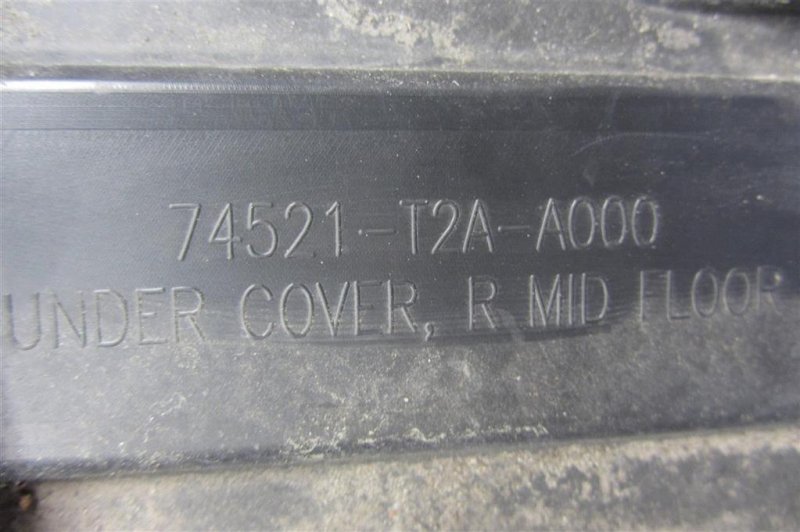 74521-T2A-A000
UNDER COVER, R MID FLOOR